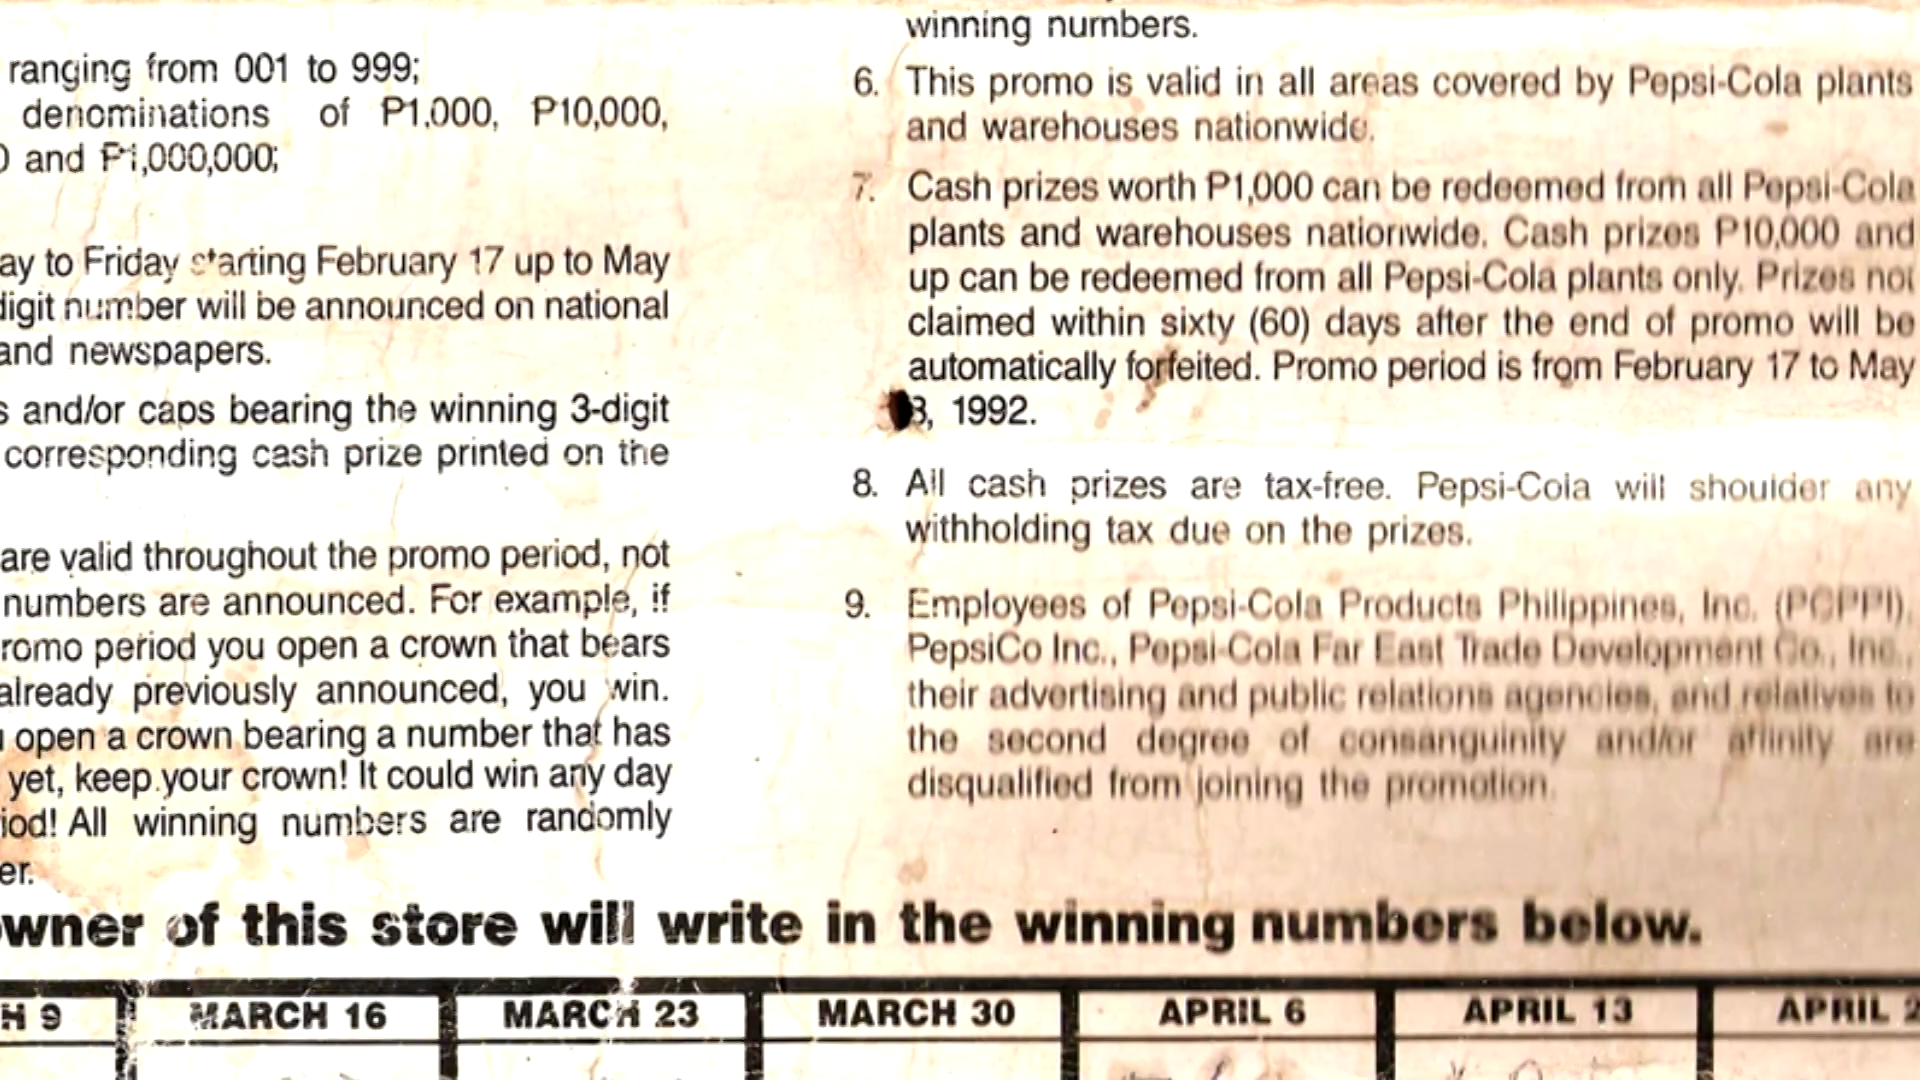 ranging from 001 to 999;
denominations of ₱1,000, ₱10,000,
and ₱1,000,000;
ay to Friday starting February 17 up to May
digit number will be announced on national
and newspapers.
s and/or caps bearing the winning 3-digit
corresponding cash prize printed on the
are valid throughout the promo period, not
numbers are announced. For example, if
romo period you open a crown that bears
already previously announced, you win.
open a crown bearing a number that has
yet, keep your crown! It could win any day
iod! All winning numbers are randomly
er.
winning numbers.
6. This promo is valid in all areas covered by Pepsi-Cola plants
and warehouses nationwide.
7. Cash prizes worth ₱1,000 can be redeemed from all Pepsi-Cola
plants and warehouses nationwide. Cash prizes ₱10,000 and
up can be redeemed from all Pepsi-Cola plants only. Prizes not
claimed within sixty (60) days after the end of promo will be
automatically forfeited. Promo period is from February 17 to May
8, 1992.
8. All cash prizes are tax-free. Pepsi-Cola will shoulder any
withholding tax due on the prizes.
9. Employees of Pepsi-Cola Products Philippines, Inc. (PCPPI),
PepsiCo Inc., Pepsi-Cola Far East Trade Development Co., Inc.,
their advertising and public relations agencies, and relatives to
the second degree of consanguinity and/or affinity are
disqualified from joining the promotion.
wner of this store will write in the winning numbers below.
H 9 MARCH 16 MARCH 23 MARCH 30 APRIL 6 APRIL 13 APRIL 2